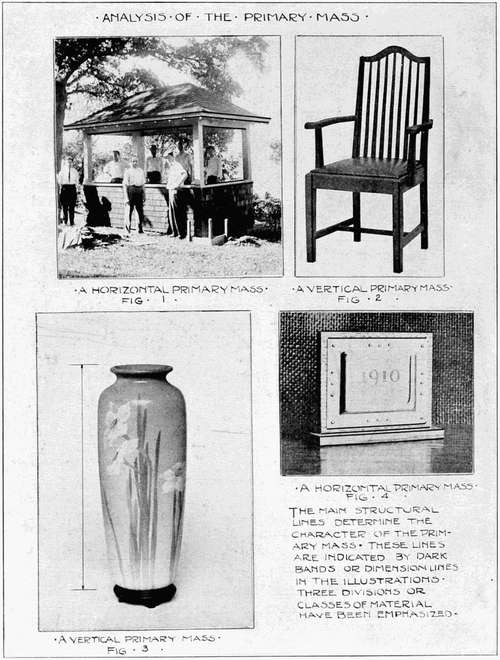 ANALYSIS · OF · THE · PRIMARY · MASS ·
· A HORIZONTAL PRIMARY MASS ·
FIG · 1 ·
· A VERTICAL PRIMARY MASS ·
FIG · 2 ·
1910
· A HORIZONTAL PRIMARY MASS ·
FIG · 4 ·
THE MAIN STRUCTURAL
LINES DETERMINE THE
CHARACTER OF THE PRIM-
ARY MASS · THESE LINES
ARE INDICATED BY DARK
BANDS OR DIMENSION LINES
IN THE ILLUSTRATIONS ·
THREE DIVISIONS OR
CLASSES OF MATERIAL
HAVE BEEN EMPHASIZED ·
· A VERTICAL PRIMARY MASS ·
FIG · 3 ·